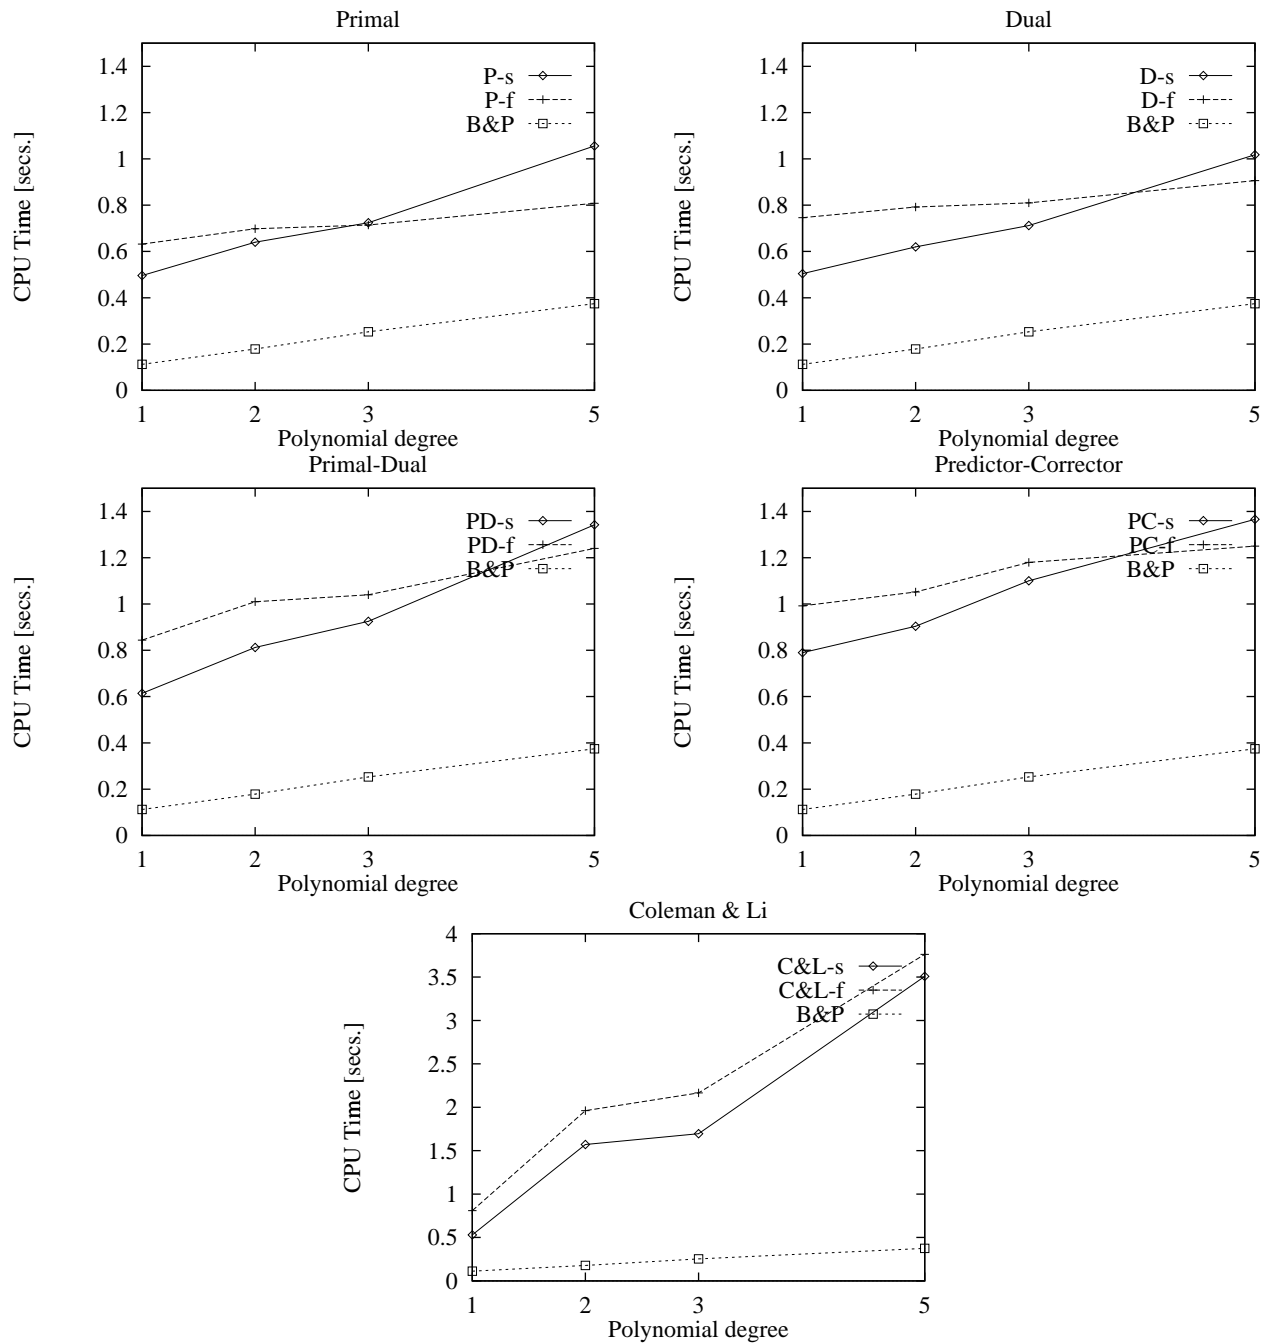 Primal
CPU Time [secs.]
1.4
1.2
1
0.8
0.6
0.4
0.2
0
P-s
P-f
B&P
1 2 3 5
Polynomial degree
Dual
CPU Time [secs.]
1.4
1.2
1
0.8
0.6
0.4
0.2
0
D-s
D-f
B&P
1 2 3 5
Polynomial degree
Primal-Dual
CPU Time [secs.]
1.4
1.2
1
0.8
0.6
0.4
0.2
0
PD-s
PD-f
B&P
1 2 3 5
Polynomial degree
Predictor-Corrector
CPU Time [secs.]
1.4
1.2
1
0.8
0.6
0.4
0.2
0
PC-s
PC-f
B&P
1 2 3 5
Polynomial degree
Coleman & Li
CPU Time [secs.]
4
3.5
3
2.5
2
1.5
1
0.5
0
C&L-s
C&L-f
B&P
1 2 3 5
Polynomial degree